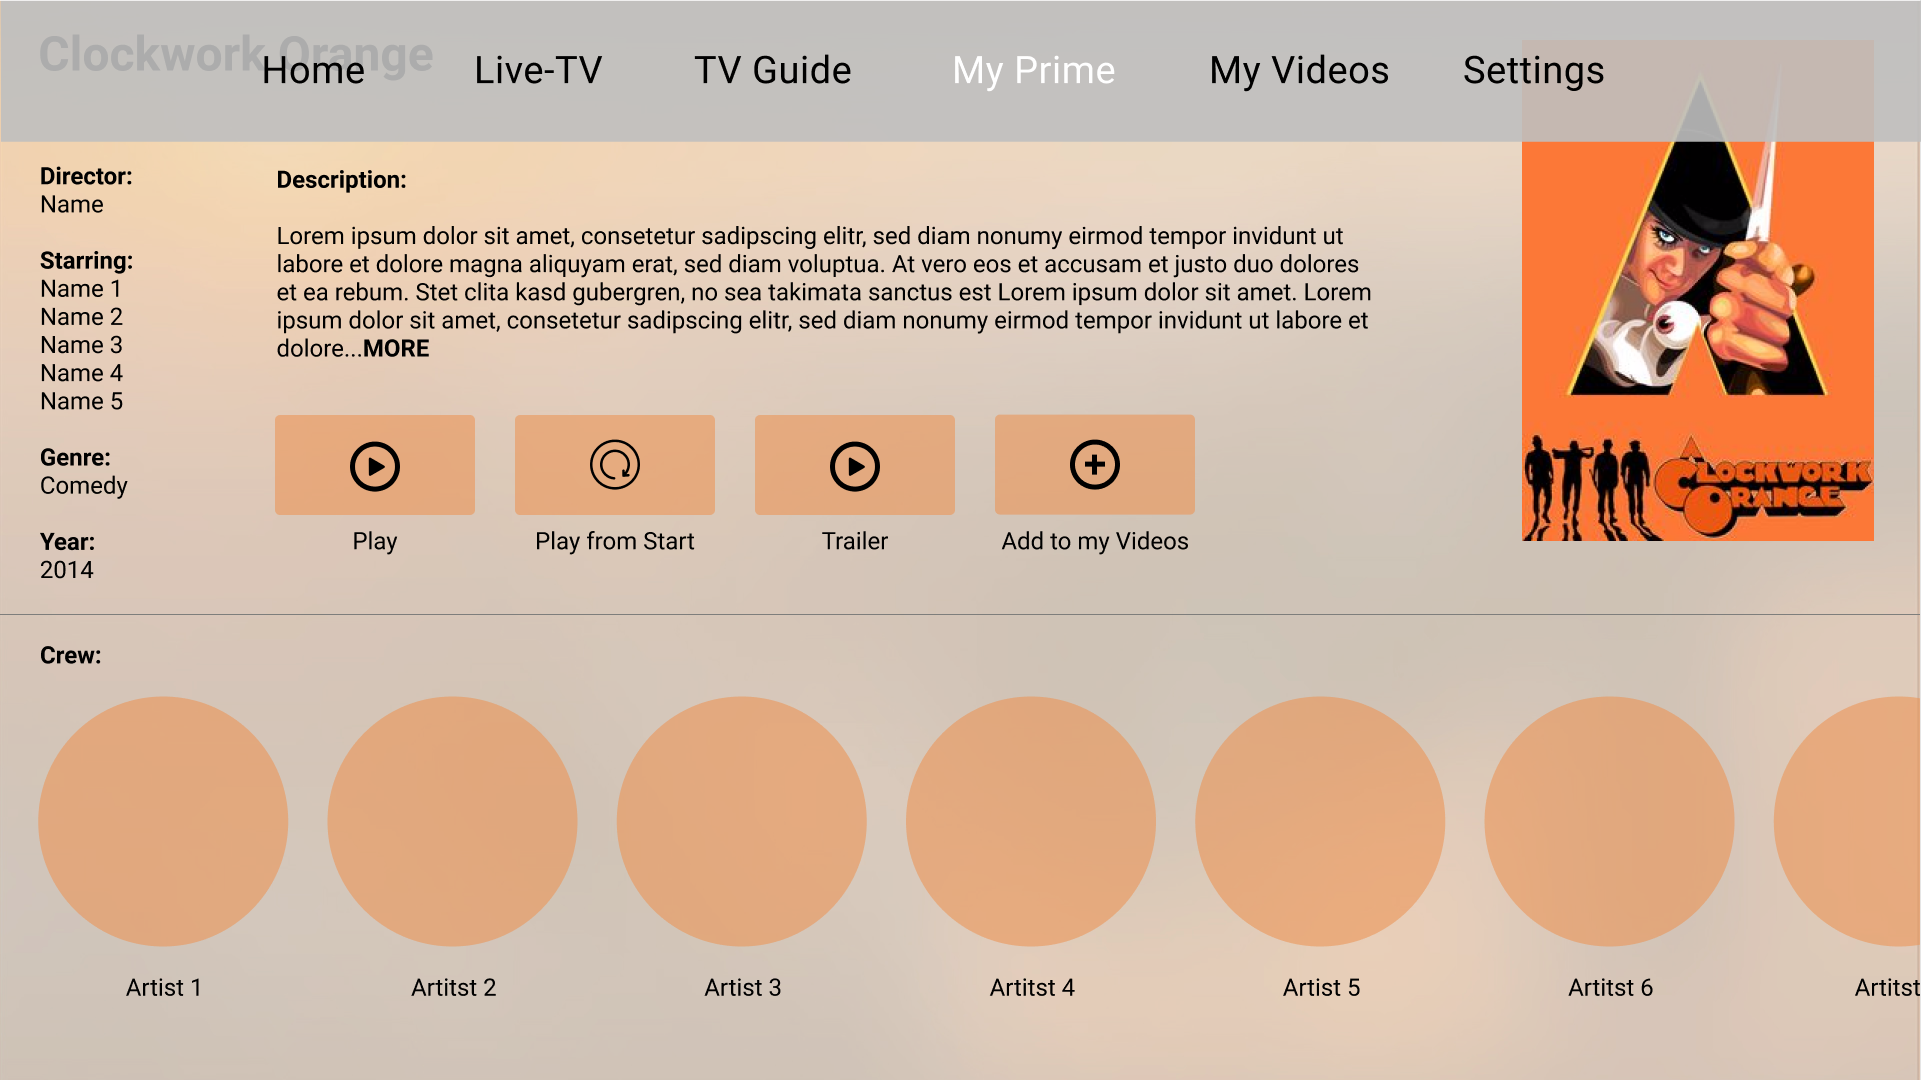 Clockwork Orange
Home Live-TV TV Guide My Prime My Videos Settings
Director:
Name
Starring:
Name 1
Name 2
Name 3
Name 4
Name 5
Genre:
Comedy
Year:
2014
Description:
Lorem ipsum dolor sit amet, consetetur sadipscing elitr, sed diam nonumy eirmod tempor invidunt ut
labore et dolore magna aliquyam erat, sed diam voluptua. At vero eos et accusam et justo duo dolores
et ea rebum. Stet clita kasd gubergren, no sea takimata sanctus est Lorem ipsum dolor sit amet. Lorem
ipsum dolor sit amet, consetetur sadipscing elitr, sed diam nonumy eirmod tempor invidunt ut labore et
dolore...MORE
Play Play from Start Trailer Add to my Videos
A
CLOCKWORK
ORANGE
Crew:
Artist 1 Artitst 2 Artist 3 Artitst 4 Artist 5 Artitst 6 Artitst